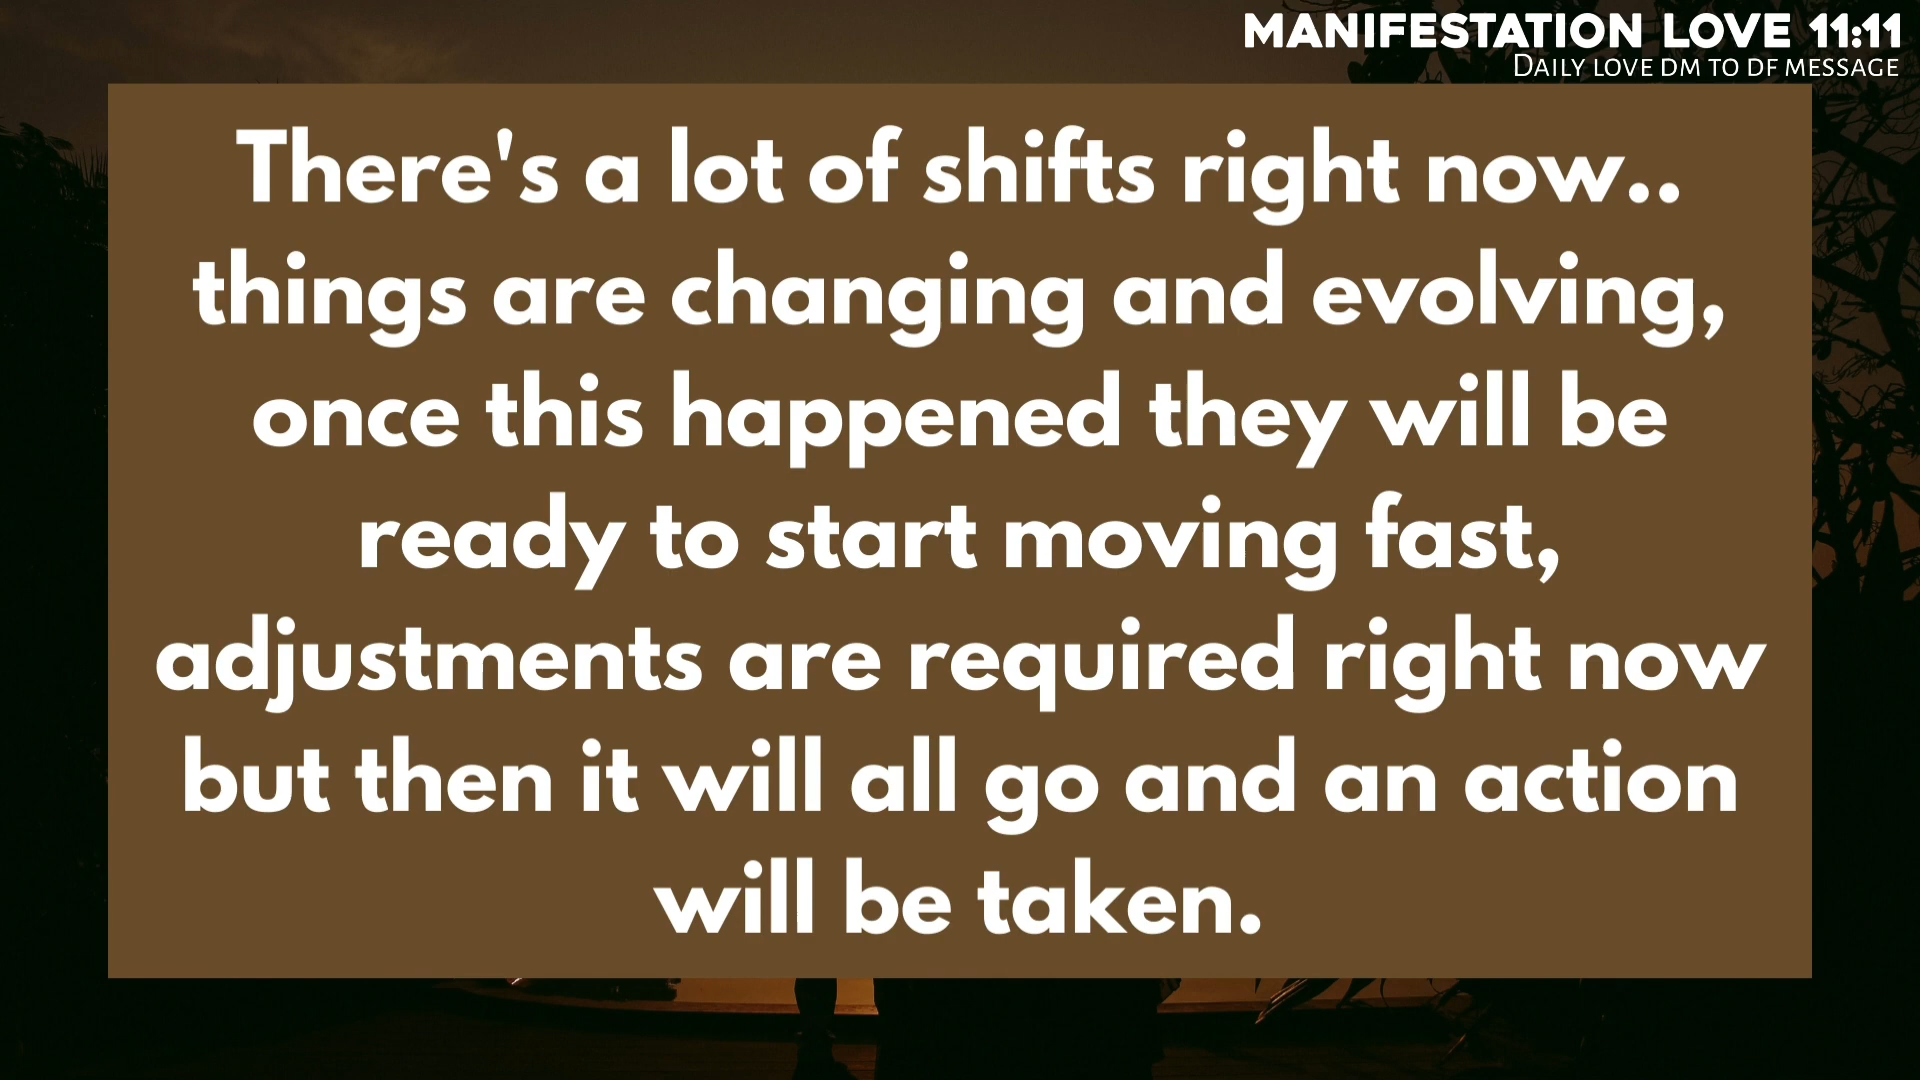 MANIFESTATION LOVE 11:11
DAILY LOVE DM TO DF MESSAGE
There's a lot of shifts right now..
things are changing and evolving,
once this happened they will be
ready to start moving fast,
adjustments are required right now
but then it will all go and an action
will be taken.